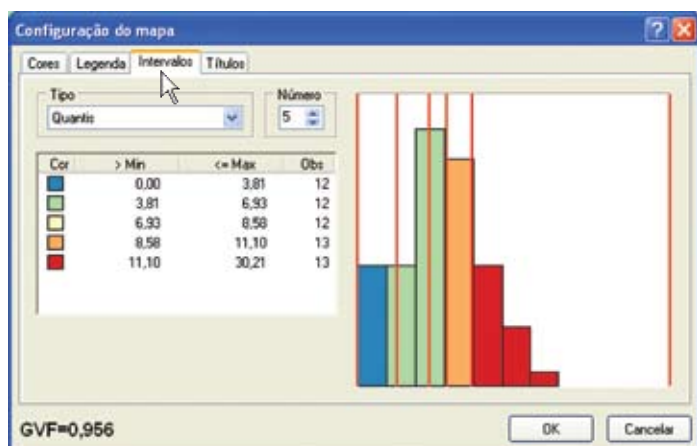 Configuração do mapa
Cores Legenda Intervalos Títulos
Tipo Número
Quantis 5
Cor > Min <= Max Obs
0,00 3,81 12
3,81 6,93 12
6,93 8,58 12
8,58 11,10 13
11,10 30,21 13
GVF=0,956 OK Cancelar